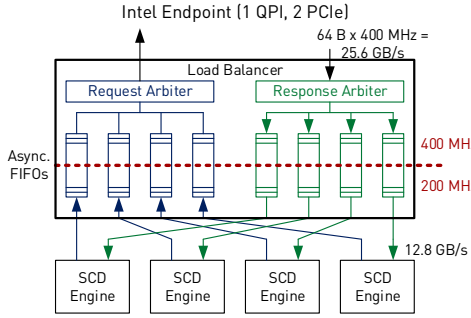 Intel Endpoint (1 QPI, 2 PCIe)
64 B x 400 MHz =
25.6 GB/s
Load Balancer
Request Arbiter
Response Arbiter
Async.
FIFOs
400 MH
200 MH
12.8 GB/s
SCD
Engine
SCD
Engine
SCD
Engine
SCD
Engine